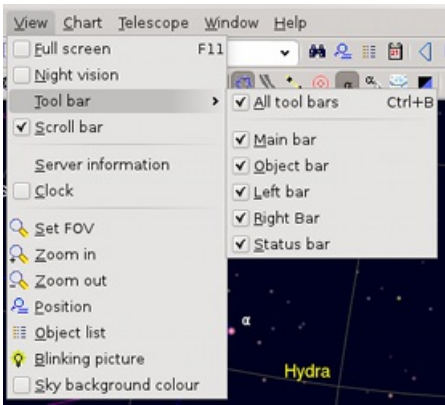 View Chart Telescope Window Help
Full screen F11
Night vision
Tool bar
Scroll bar
Server information
Clock
Set FOV
Zoom in
Zoom out
Position
Object list
Blinking picture
Sky background colour
All tool bars Ctrl+B
Main bar
Object bar
Left bar
Right Bar
Status bar
α
Hydra